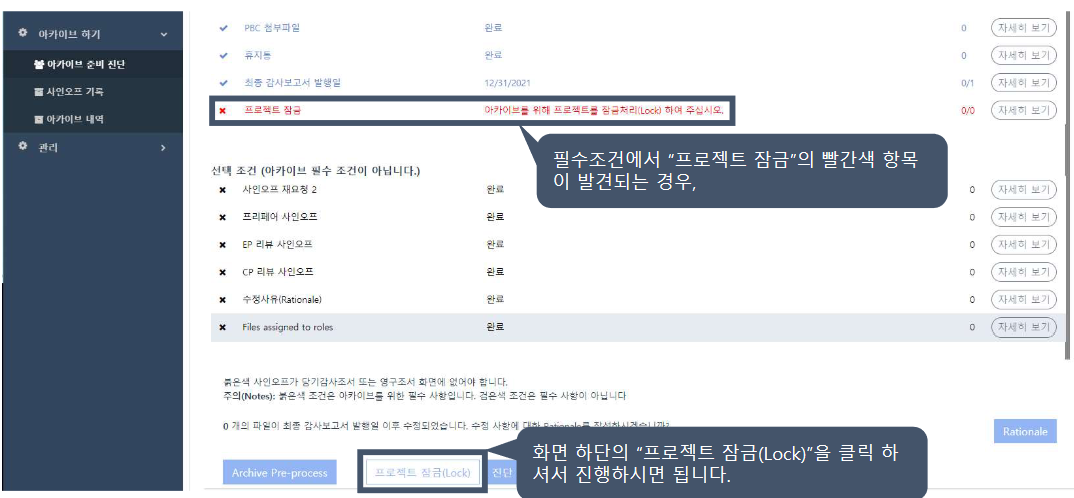 아카이브 하기
아카이브 준비 진단
사인오프 기록
아카이브 내역
관리
PBC 첨부파일 완료 0 자세히 보기
휴지통 완료 0 자세히 보기
최종 감사보고서 발행일 12/31/2021 0/1 자세히 보기
프로젝트 잠금 아카이브를 위해 프로젝트를 잠금처리(Lock) 하여 주십시오. 0/0 자세히 보기
필수조건에서 “프로젝트 잠금”의 빨간색 항목
이 발견되는 경우,
선택 조건 (아카이브 필수 조건이 아닙니다.)
사인오프 재요청 2 완료 0 자세히 보기
프리페어 사인오프 완료 0 자세히 보기
EP 리뷰 사인오프 완료 0 자세히 보기
CP 리뷰 사인오프 완료 0 자세히 보기
수정사유(Rationale) 완료 0 자세히 보기
Files assigned to roles 완료 0 자세히 보기
붉은색 사인오프가 당기감사조서 또는 영구조서 화면에 없어야 합니다.
주의(Notes): 붉은색 조건은 아카이브를 위한 필수 사항입니다. 검은색 조건은 필수 사항이 아닙니다
0 개의 파일이 최종 감사보고서 발행일 이후 수정되었습니다. 수정 사항에 대한 Rationale를 작성하시겠습니까?
Rationale
화면 하단의 “프로젝트 잠금(Lock)”을 클릭 하
셔서 진행하시면 됩니다.
Archive Pre-process 프로젝트 잠금(Lock) 진단